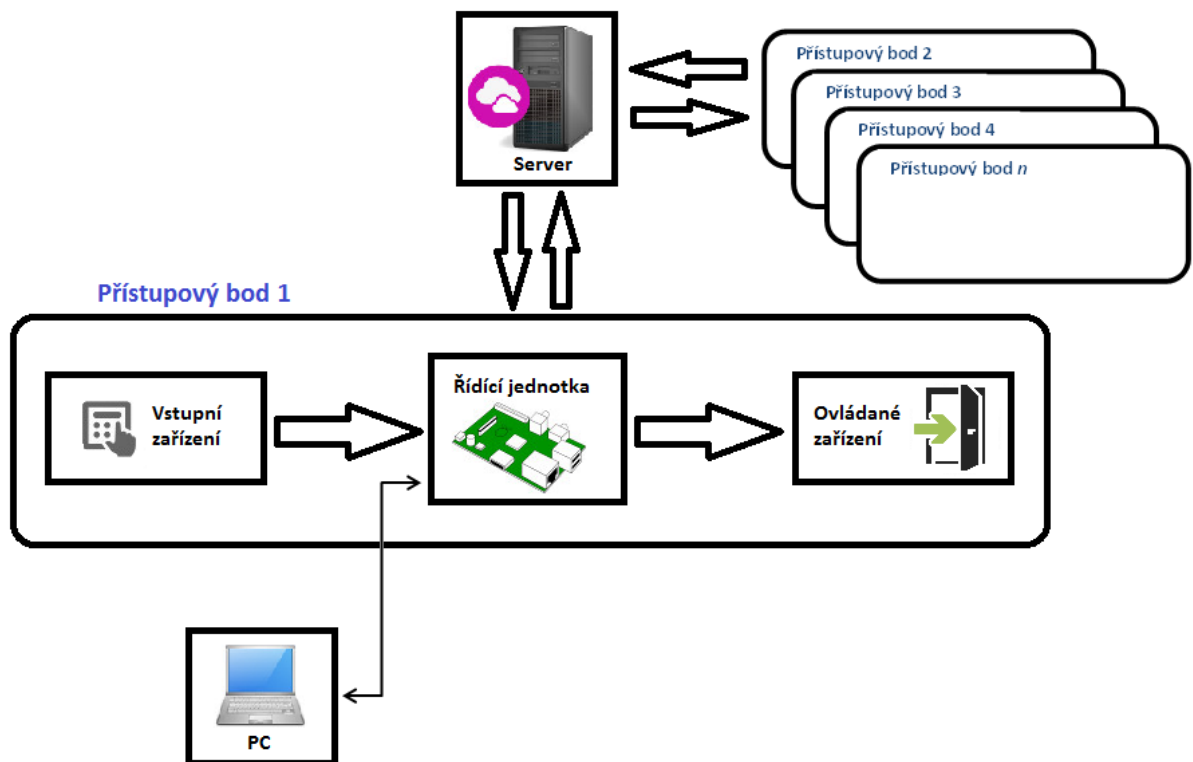 Přístupový bod 2
Přístupový bod 3
Přístupový bod 4
Přístupový bod n
Server
Přístupový bod 1
Vstupní
zařízení
Řídící jednotka
Ovládané
zařízení
PC